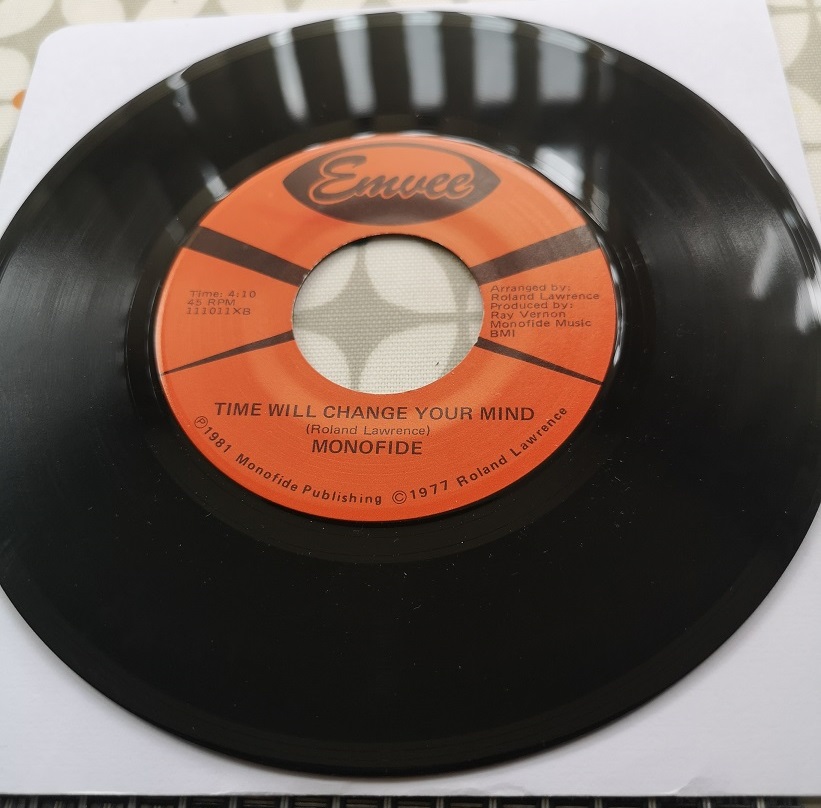 Emvee
Time: 4:10
45 RPM
111011XB
Arranged by:
Roland Lawrence
Produced by:
Ray Vernon
Monofide Music
BMI
TIME WILL CHANGE YOUR MIND
(Roland Lawrence)
MONOFIDE
Ⓟ1981 Monofide Publishing ©1977 Roland Lawrence